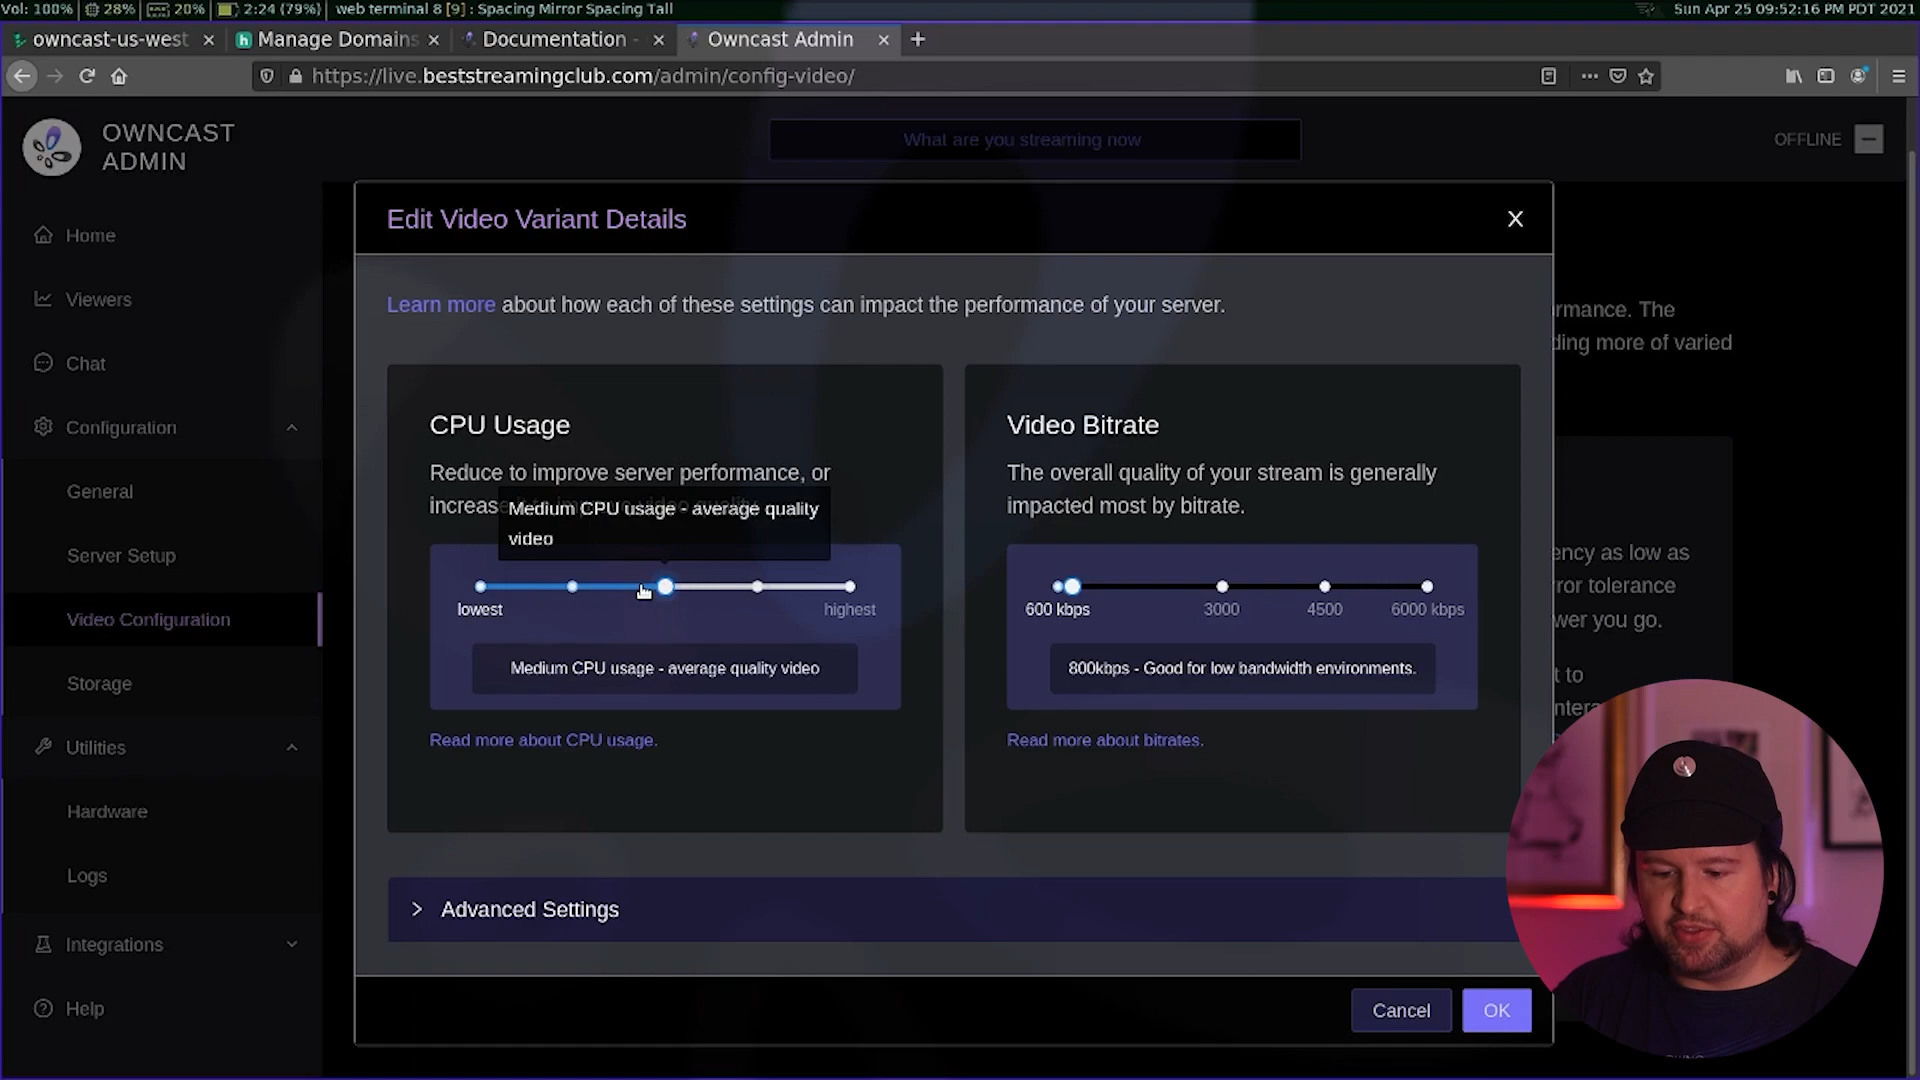 Vol: 100% 28% 20% 2:24 (79%) web terminal 8 [9] : Spacing Mirror Spacing Tall
Sun Apr 25 09:52:16 PM PDT 2021
owncast-us-west
Manage Domains
Documentation -
Owncast Admin
https://live.beststreamingclub.com/admin/config-video/
OWNCAST
ADMIN
What are you streaming now
OFFLINE
Home
Viewers
Chat
Configuration
General
Server Setup
Video Configuration
Storage
Utilities
Hardware
Logs
Integrations
Help
Edit Video Variant Details
Learn more about how each of these settings can impact the performance of your server.
CPU Usage
Reduce to improve server performance, or
increase it to improve video quality.
Medium CPU usage - average quality
video
lowest
highest
Medium CPU usage - average quality video
Read more about CPU usage.
Video Bitrate
The overall quality of your stream is generally
impacted most by bitrate.
600 kbps
3000
4500
6000 kbps
800kbps - Good for low bandwidth environments.
Read more about bitrates.
Advanced Settings
Cancel
OK
rmance. The
ding more of varied
ency as low as
ror tolerance
wer you go.
t to